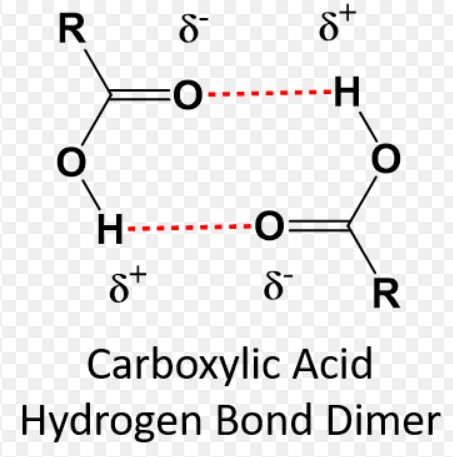 R δ- δ+
O H
O O
H O
δ+ δ- R
Carboxylic Acid
Hydrogen Bond Dimer